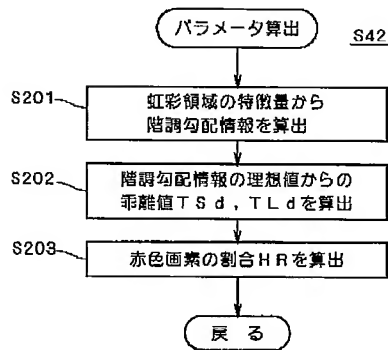 パラメータ算出
S42
S201
虹彩領域の特徴量から
階調勾配情報を算出
S202
階調勾配情報の理想値からの
乖離値TSd,TLdを算出
S203
赤色画素の割合HRを算出
戻る